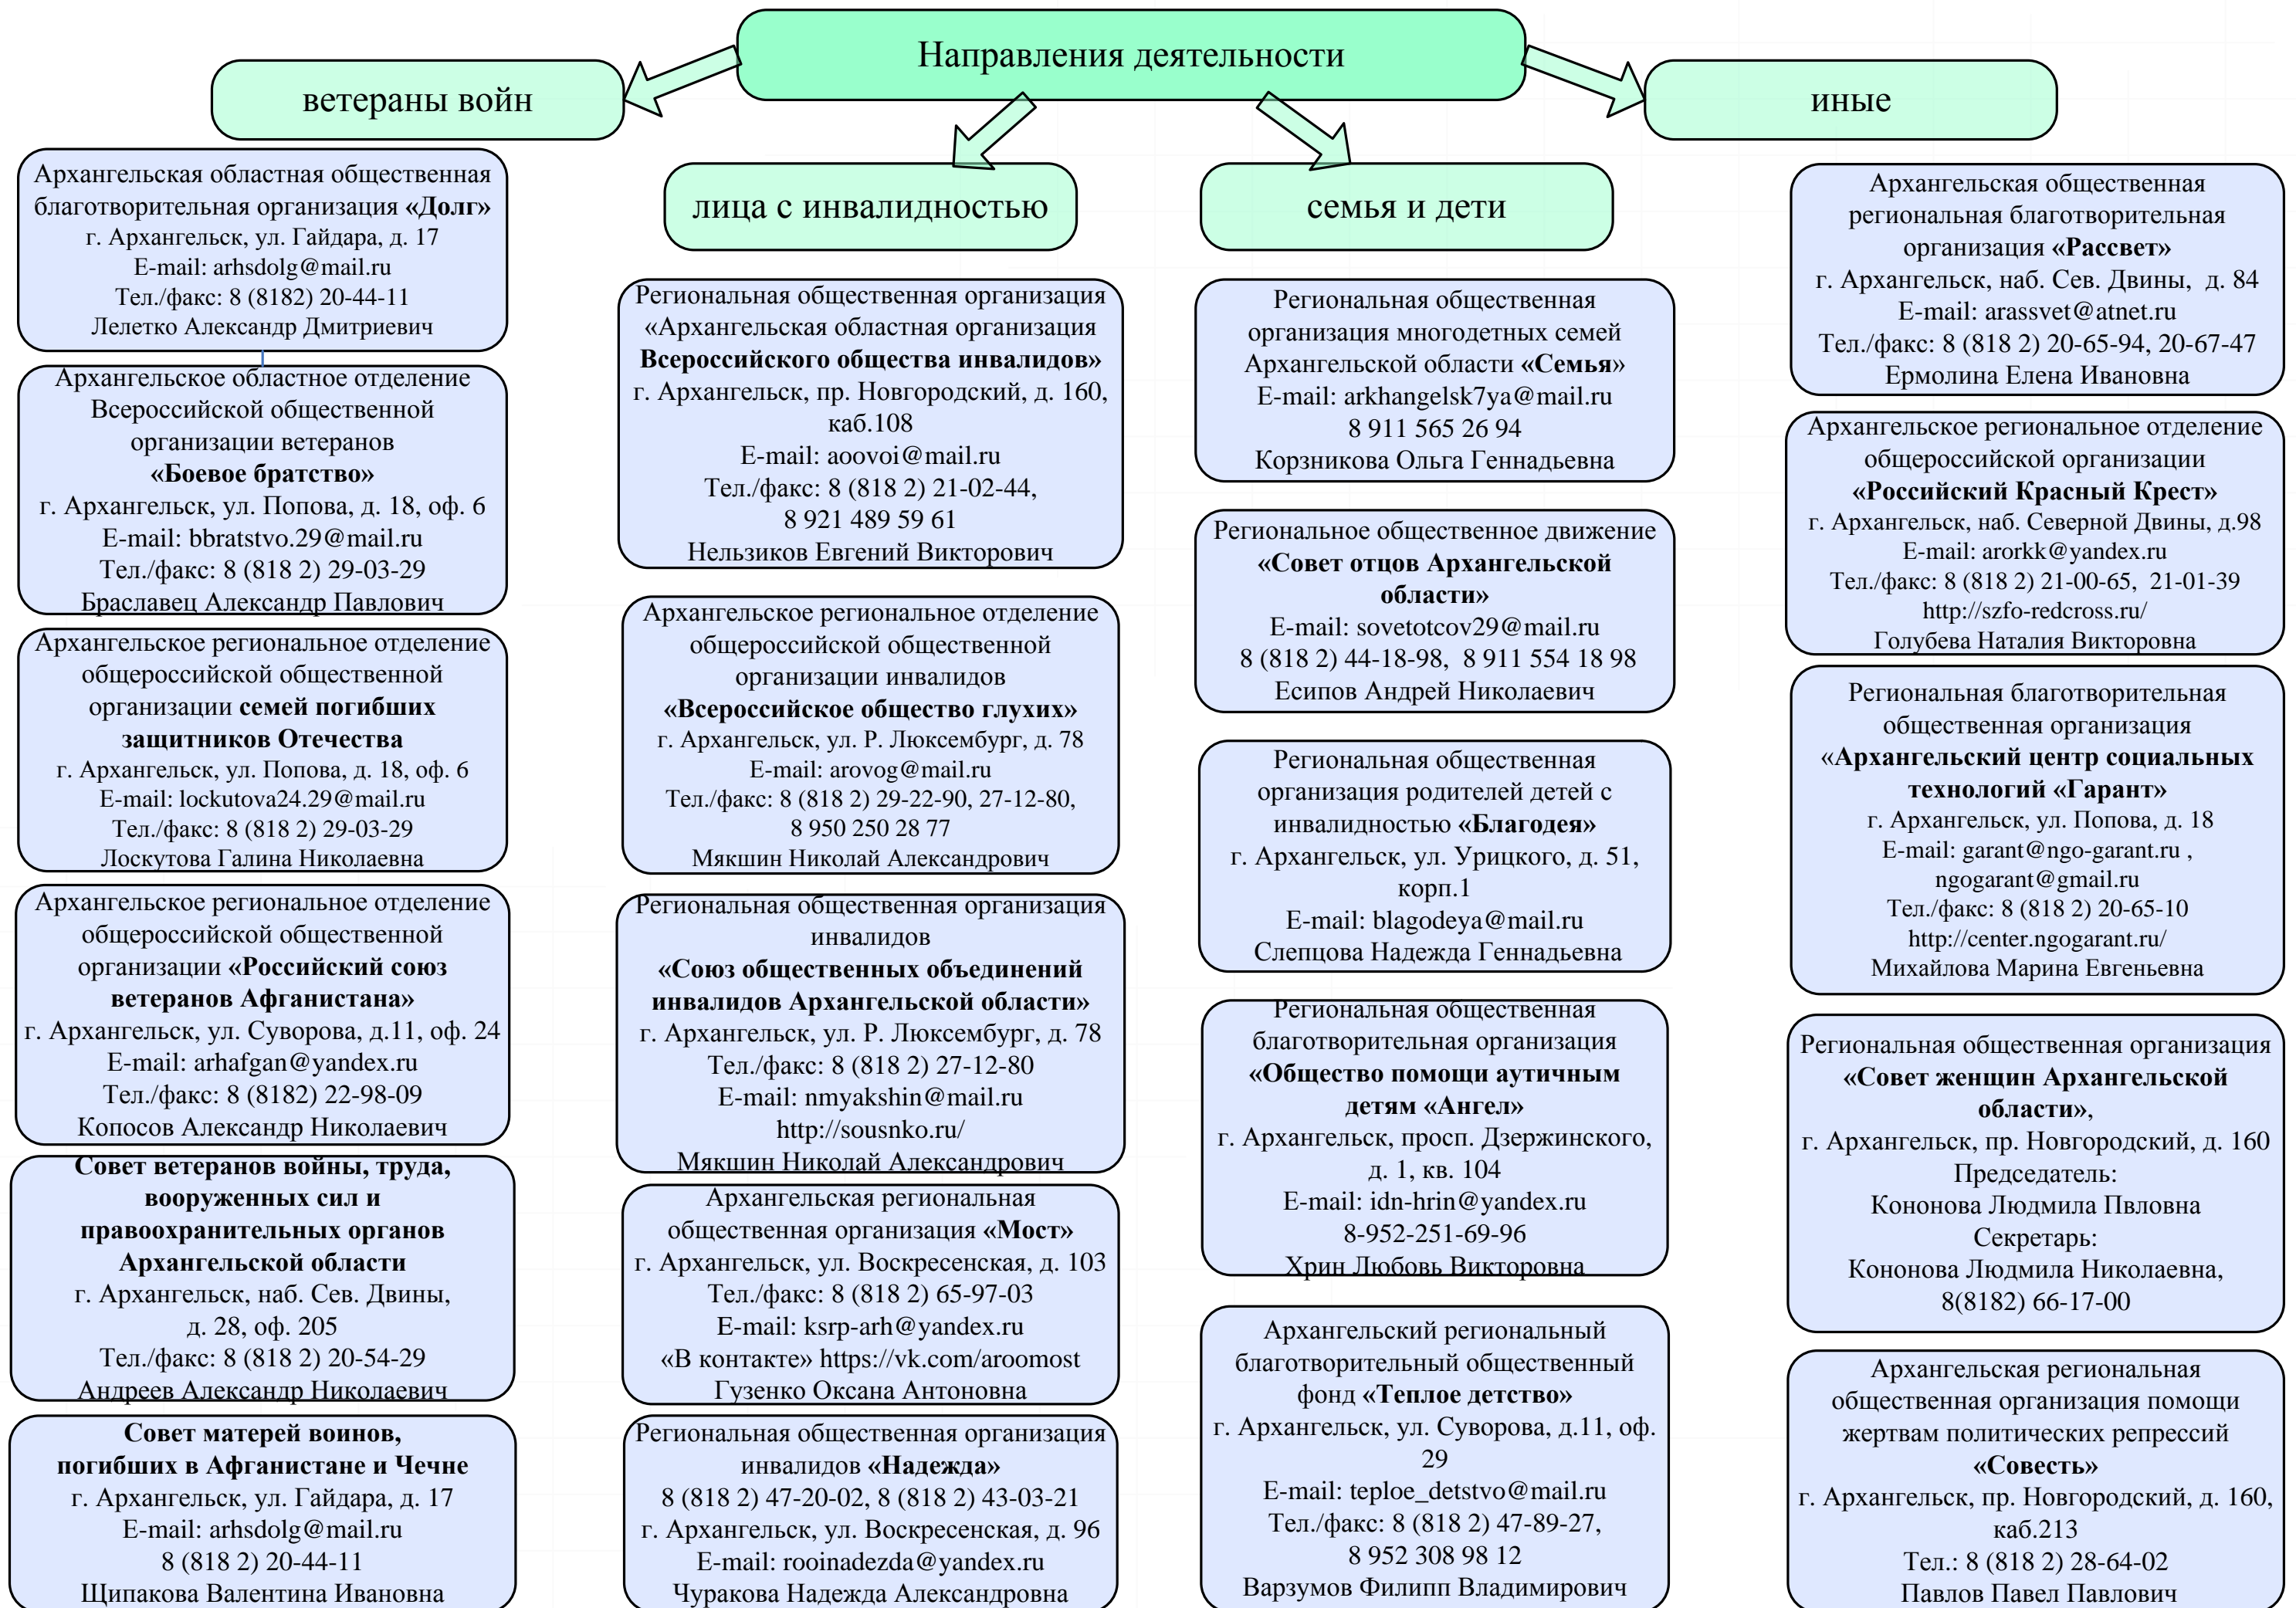 Направления деятельности
ветераны войн
Архангельская областная общественная
благотворительная организация «Долг»
г. Архангельск, ул. Гайдара, д. 17
E-mail: arhsdolg@mail.ru
Тел./факс: 8 (8182) 20-44-11
Лелетко Александр Дмитриевич
Архангельское областное отделение
Всероссийской общественной
организации ветеранов
«Боевое братство»
г. Архангельск, ул. Попова, д. 18, оф. 6
E-mail: bbratstvo.29@mail.ru
Тел./факс: 8 (818 2) 29-03-29
Браславец Александр Павлович
Архангельское региональное отделение
общероссийской общественной
организации семей погибших
защитников Отечества
г. Архангельск, ул. Попова, д. 18, оф. 6
E-mail: lockutova24.29@mail.ru
Тел./факс: 8 (818 2) 29-03-29
Лоскутова Галина Николаевна
Архангельское региональное отделение
общероссийской общественной
организации «Российский союз
ветеранов Афганистана»
г. Архангельск, ул. Суворова, д.11, оф. 24
E-mail: arhafgan@yandex.ru
Тел./факс: 8 (8182) 22-98-09
Копосов Александр Николаевич
Совет ветеранов войны, труда,
вооруженных сил и
правоохранительных органов
Архангельской области
г. Архангельск, наб. Сев. Двины,
д. 28, оф. 205
Тел./факс: 8 (818 2) 20-54-29
Андреев Александр Николаевич
Совет матерей воинов,
погибших в Афганистане и Чечне
г. Архангельск, ул. Гайдара, д. 17
E-mail: arhsdolg@mail.ru
8 (818 2) 20-44-11
Щипакова Валентина Ивановна
лица с инвалидностью
Региональная общественная организация
«Архангельская областная организация
Всероссийского общества инвалидов»
г. Архангельск, пр. Новгородский, д. 160,
каб.108
E-mail: aoovoi@mail.ru
Тел./факс: 8 (818 2) 21-02-44,
8 921 489 59 61
Нельзиков Евгений Викторович
Архангельское региональное отделение
общероссийской общественной
организации инвалидов
«Всероссийское общество глухих»
г. Архангельск, ул. Р. Люксембург, д. 78
E-mail: arovog@mail.ru
Тел./факс: 8 (818 2) 29-22-90, 27-12-80,
8 950 250 28 77
Мякшин Николай Александрович
Региональная общественная организация
инвалидов
«Союз общественных объединений
инвалидов Архангельской области»
г. Архангельск, ул. Р. Люксембург, д. 78
Тел./факс: 8 (818 2) 27-12-80
E-mail: nmyakshin@mail.ru
http://sousnko.ru/
Мякшин Николай Александрович
Архангельская региональная
общественная организация «Мост»
г. Архангельск, ул. Воскресенская, д. 103
Тел./факс: 8 (818 2) 65-97-03
E-mail: ksrp-arh@yandex.ru
«В контакте» https://vk.com/aroomost
Гузенко Оксана Антоновна
Региональная общественная организация
инвалидов «Надежда»
8 (818 2) 47-20-02, 8 (818 2) 43-03-21
г. Архангельск, ул. Воскресенская, д. 96
E-mail: rooinadezda@yandex.ru
Чуракова Надежда Александровна
семья и дети
Региональная общественная
организация многодетных семей
Архангельской области «Семья»
E-mail: arkhangelsk7ya@mail.ru
8 911 565 26 94
Корзникова Ольга Геннадьевна
Региональное общественное движение
«Совет отцов Архангельской
области»
E-mail: sovetotcov29@mail.ru
8 (818 2) 44-18-98, 8 911 554 18 98
Есипов Андрей Николаевич
Региональная общественная
организация родителей детей с
инвалидностью «Благодея»
г. Архангельск, ул. Урицкого, д. 51,
корп.1
E-mail: blagodeya@mail.ru
Слепцова Надежда Геннадьевна
Региональная общественная
благотворительная организация
«Общество помощи аутичным
детям «Ангел»
г. Архангельск, просп. Дзержинского,
д. 1, кв. 104
E-mail: idn-hrin@yandex.ru
8-952-251-69-96
Хрин Любовь Викторовна
Архангельский региональный
благотворительный общественный
фонд «Теплое детство»
г. Архангельск, ул. Суворова, д.11, оф.
29
E-mail: teploe_detstvo@mail.ru
Тел./факс: 8 (818 2) 47-89-27,
8 952 308 98 12
Варзумов Филипп Владимирович
иные
Архангельская общественная
региональная благотворительная
организация «Рассвет»
г. Архангельск, наб. Сев. Двины, д. 84
E-mail: arassvet@atnet.ru
Тел./факс: 8 (818 2) 20-65-94, 20-67-47
Ермолина Елена Ивановна
Архангельское региональное отделение
общероссийской организации
«Российский Красный Крест»
г. Архангельск, наб. Северной Двины, д.98
E-mail: arorkk@yandex.ru
Тел./факс: 8 (818 2) 21-00-65, 21-01-39
http://szfo-redcross.ru/
Голубева Наталия Викторовна
Региональная благотворительная
общественная организация
«Архангельский центр социальных
технологий «Гарант»
г. Архангельск, ул. Попова, д. 18
E-mail: garant@ngo-garant.ru ,
ngogarant@gmail.ru
Тел./факс: 8 (818 2) 20-65-10
http://center.ngogarant.ru/
Михайлова Марина Евгеньевна
Региональная общественная организация
«Совет женщин Архангельской
области»,
г. Архангельск, пр. Новгородский, д. 160
Председатель:
Кононова Людмила Пвловна
Секретарь:
Кононова Людмила Николаевна,
8(8182) 66-17-00
Архангельская региональная
общественная организация помощи
жертвам политических репрессий
«Совесть»
г. Архангельск, пр. Новгородский, д. 160,
каб.213
Тел.: 8 (818 2) 28-64-02
Павлов Павел Павлович